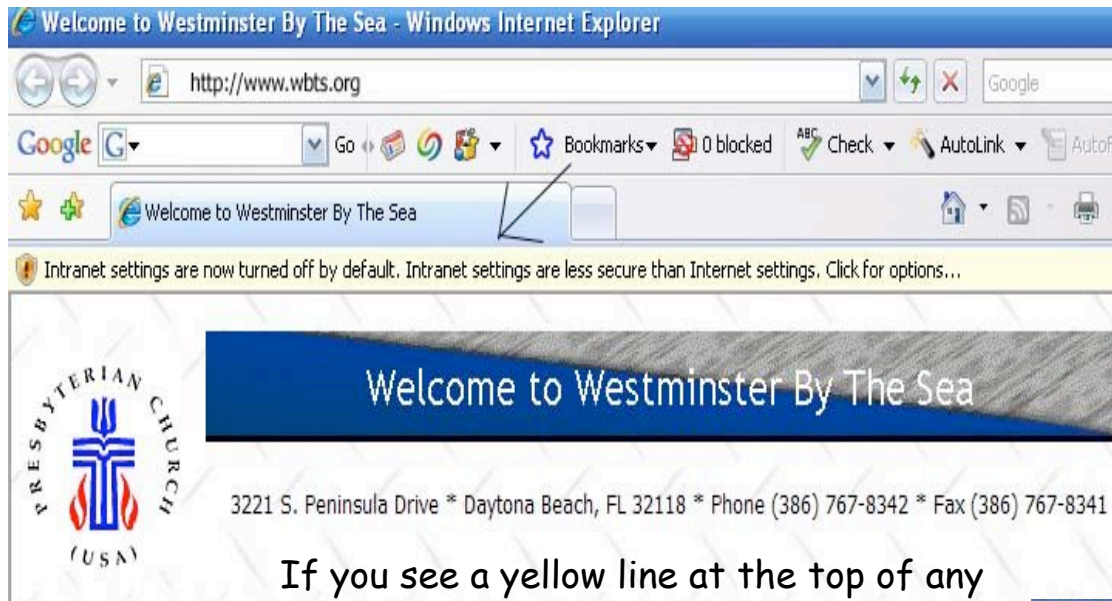 Welcome to Westminster By The Sea - Windows Internet Explorer
http://www.wbts.org
Google
Google G
Go
Bookmarks
0 blocked
ABC
Check
AutoLink
Welcome to Westminster By The Sea
Intranet settings are now turned off by default. Intranet settings are less secure than Internet settings. Click for options...
PRESBYTERIAN CHURCH
(USA)
Welcome to Westminster By The Sea
3221 S. Peninsula Drive * Daytona Beach, FL 32118 * Phone (386) 767-8342 * Fax (386) 767-8341
If you see a yellow line at the top of any